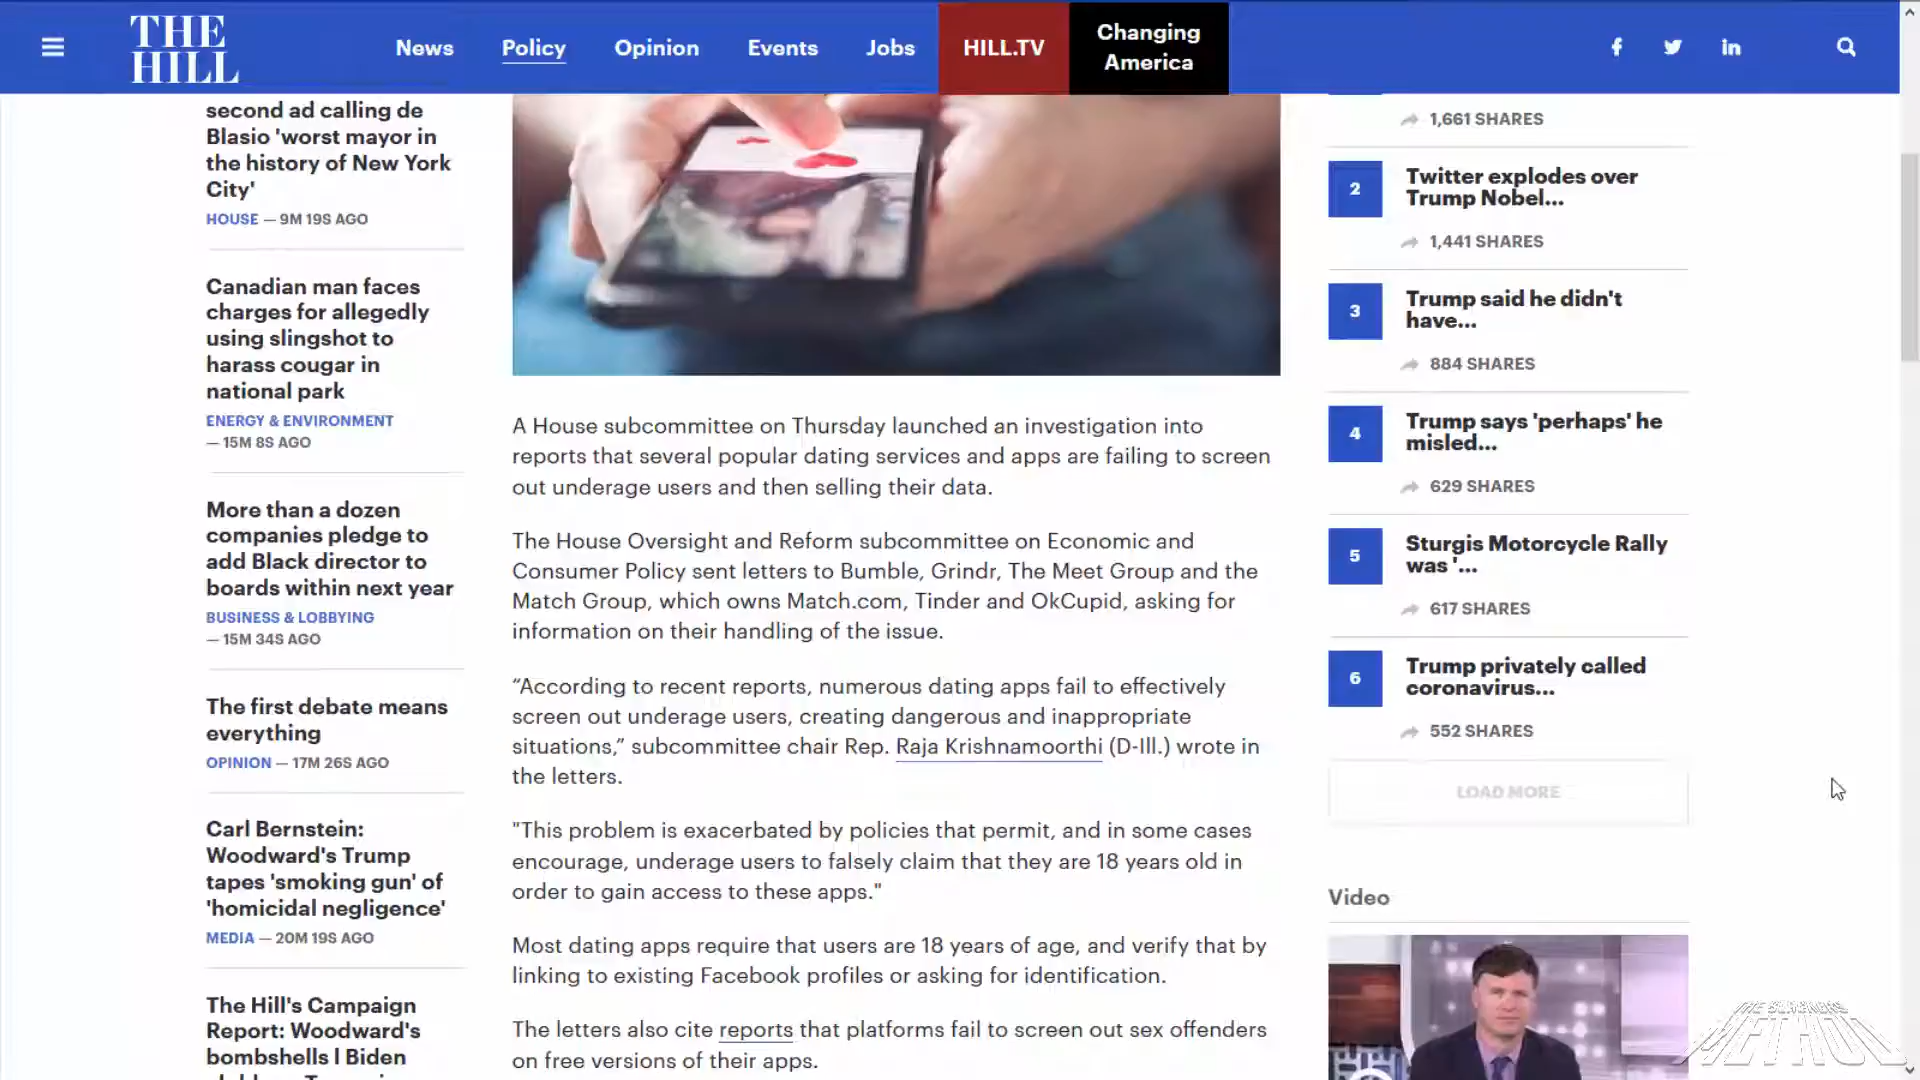 THE
HILL
News
Policy
Opinion
Events
Jobs
HILL.TV
Changing
America
second ad calling de
Blasio 'worst mayor in
the history of New York
City'
HOUSE — 9M 19S AGO
Canadian man faces
charges for allegedly
using slingshot to
harass cougar in
national park
ENERGY & ENVIRONMENT
— 15M 8S AGO
More than a dozen
companies pledge to
add Black director to
boards within next year
BUSINESS & LOBBYING
— 15M 34S AGO
The first debate means
everything
OPINION — 17M 26S AGO
Carl Bernstein:
Woodward's Trump
tapes 'smoking gun' of
'homicidal negligence'
MEDIA — 20M 19S AGO
The Hill's Campaign
Report: Woodward's
bombshells l Biden
A House subcommittee on Thursday launched an investigation into
reports that several popular dating services and apps are failing to screen
out underage users and then selling their data.
The House Oversight and Reform subcommittee on Economic and
Consumer Policy sent letters to Bumble, Grindr, The Meet Group and the
Match Group, which owns Match.com, Tinder and OkCupid, asking for
information on their handling of the issue.
“According to recent reports, numerous dating apps fail to effectively
screen out underage users, creating dangerous and inappropriate
situations,” subcommittee chair Rep. Raja Krishnamoorthi (D-Ill.) wrote in
the letters.
"This problem is exacerbated by policies that permit, and in some cases
encourage, underage users to falsely claim that they are 18 years old in
order to gain access to these apps."
Most dating apps require that users are 18 years of age, and verify that by
linking to existing Facebook profiles or asking for identification.
The letters also cite reports that platforms fail to screen out sex offenders
on free versions of their apps.
1,661 SHARES
2
Twitter explodes over
Trump Nobel...
1,441 SHARES
3
Trump said he didn't
have...
884 SHARES
4
Trump says 'perhaps' he
misled...
629 SHARES
5
Sturgis Motorcycle Rally
was '...
617 SHARES
6
Trump privately called
coronavirus...
552 SHARES
LOAD MORE
Video
METHOD